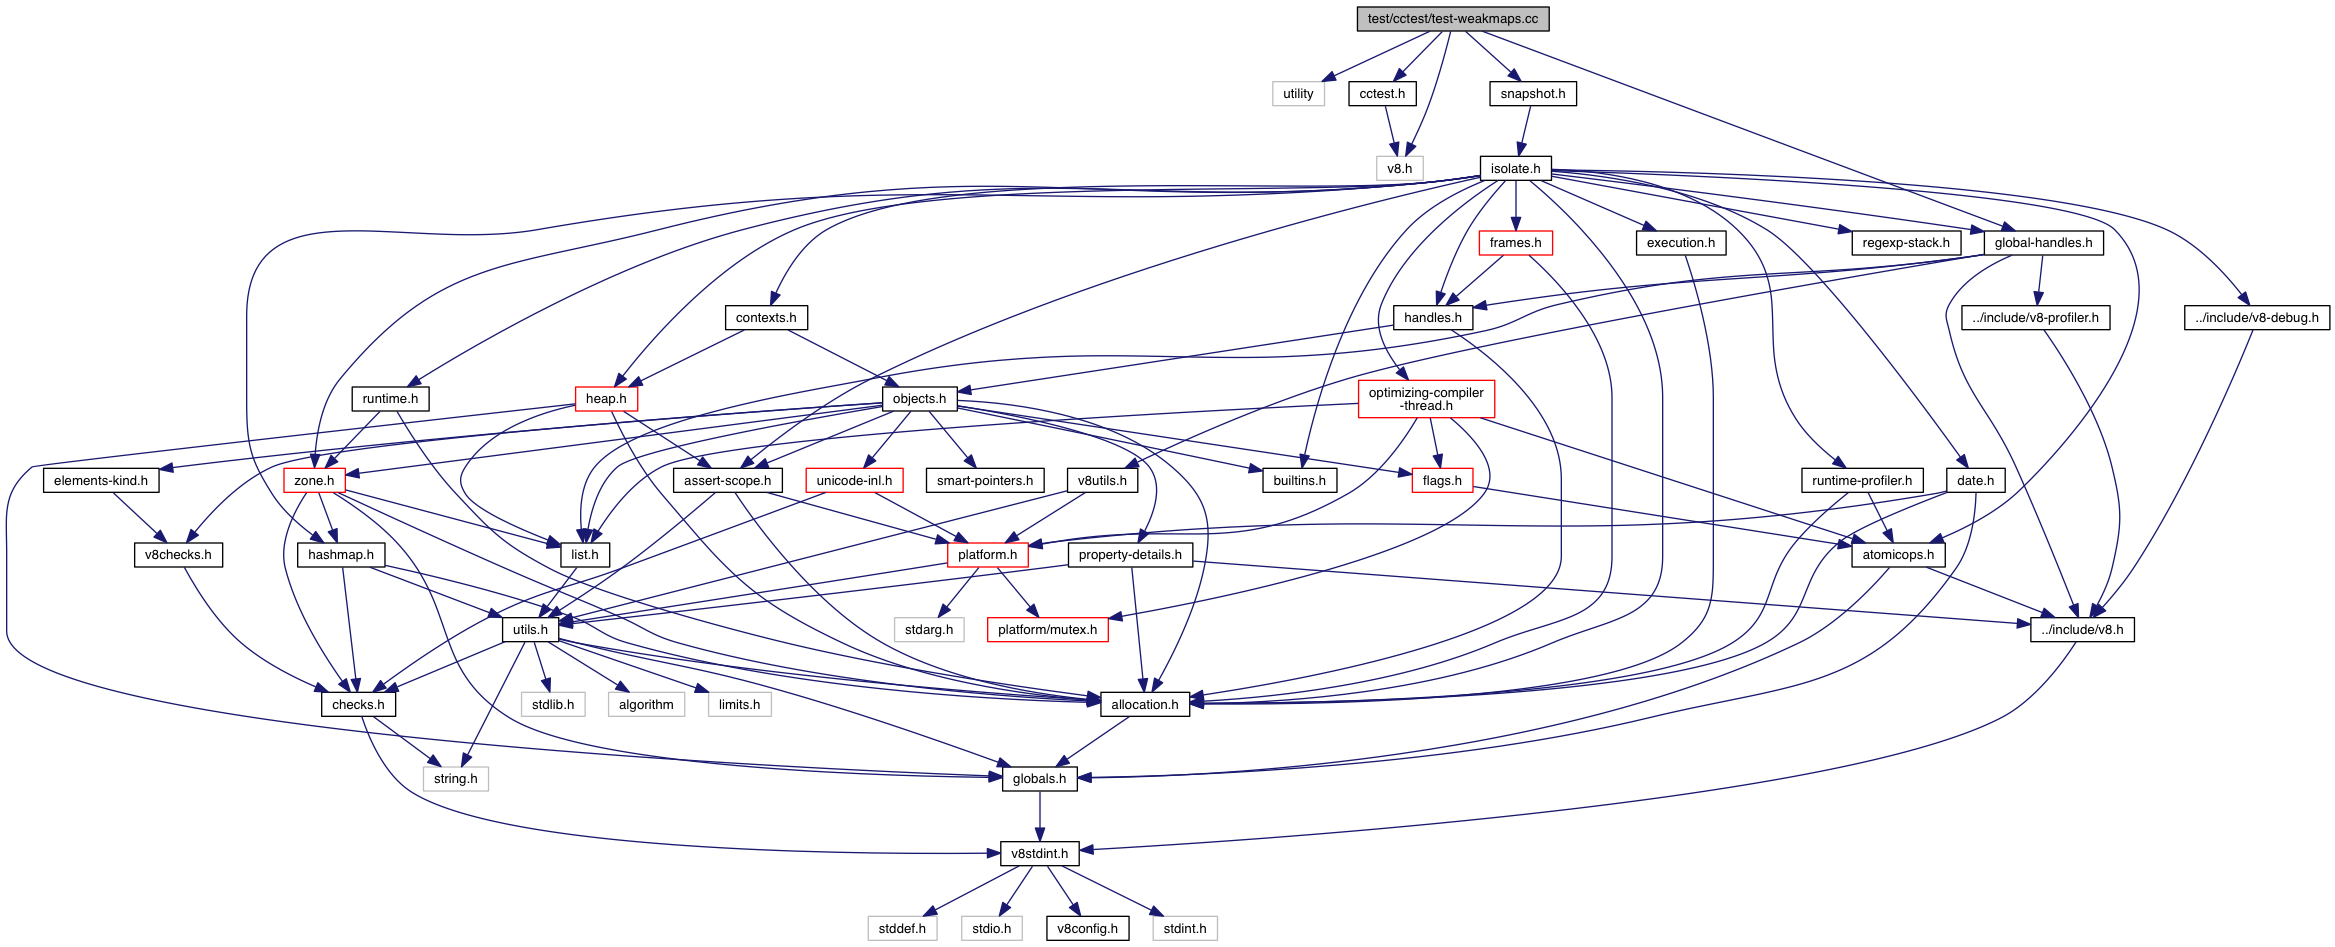 test/cctest/test-weakmaps.cc
utility
cctest.h
snapshot.h
v8.h
isolate.h
frames.h
execution.h
regexp-stack.h
global-handles.h
contexts.h
handles.h
../include/v8-profiler.h
../include/v8-debug.h
runtime.h
heap.h
objects.h
optimizing-compiler
-thread.h
elements-kind.h
zone.h
assert-scope.h
unicode-inl.h
smart-pointers.h
v8utils.h
builtins.h
flags.h
runtime-profiler.h
date.h
v8checks.h
hashmap.h
list.h
platform.h
property-details.h
atomicops.h
utils.h
stdarg.h
platform/mutex.h
../include/v8.h
checks.h
stdlib.h
algorithm
limits.h
allocation.h
string.h
globals.h
v8stdint.h
stddef.h
stdio.h
v8config.h
stdint.h